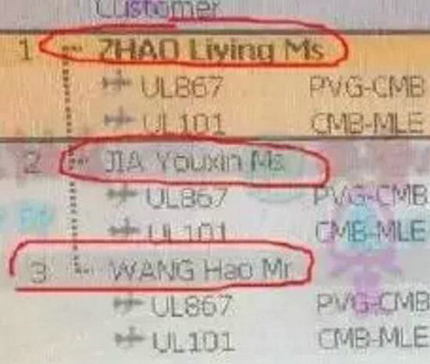 Customer
1 ZHAO Liying Ms
UL867 PVG-CMB
UL101 CMB-MLE
2 JIA Youxin Ms
UL867 PVG-CMB
UL101 CMB-MLE
3 WANG Hao Mr
UL867 PVG-CMB
UL101 CMB-MLE